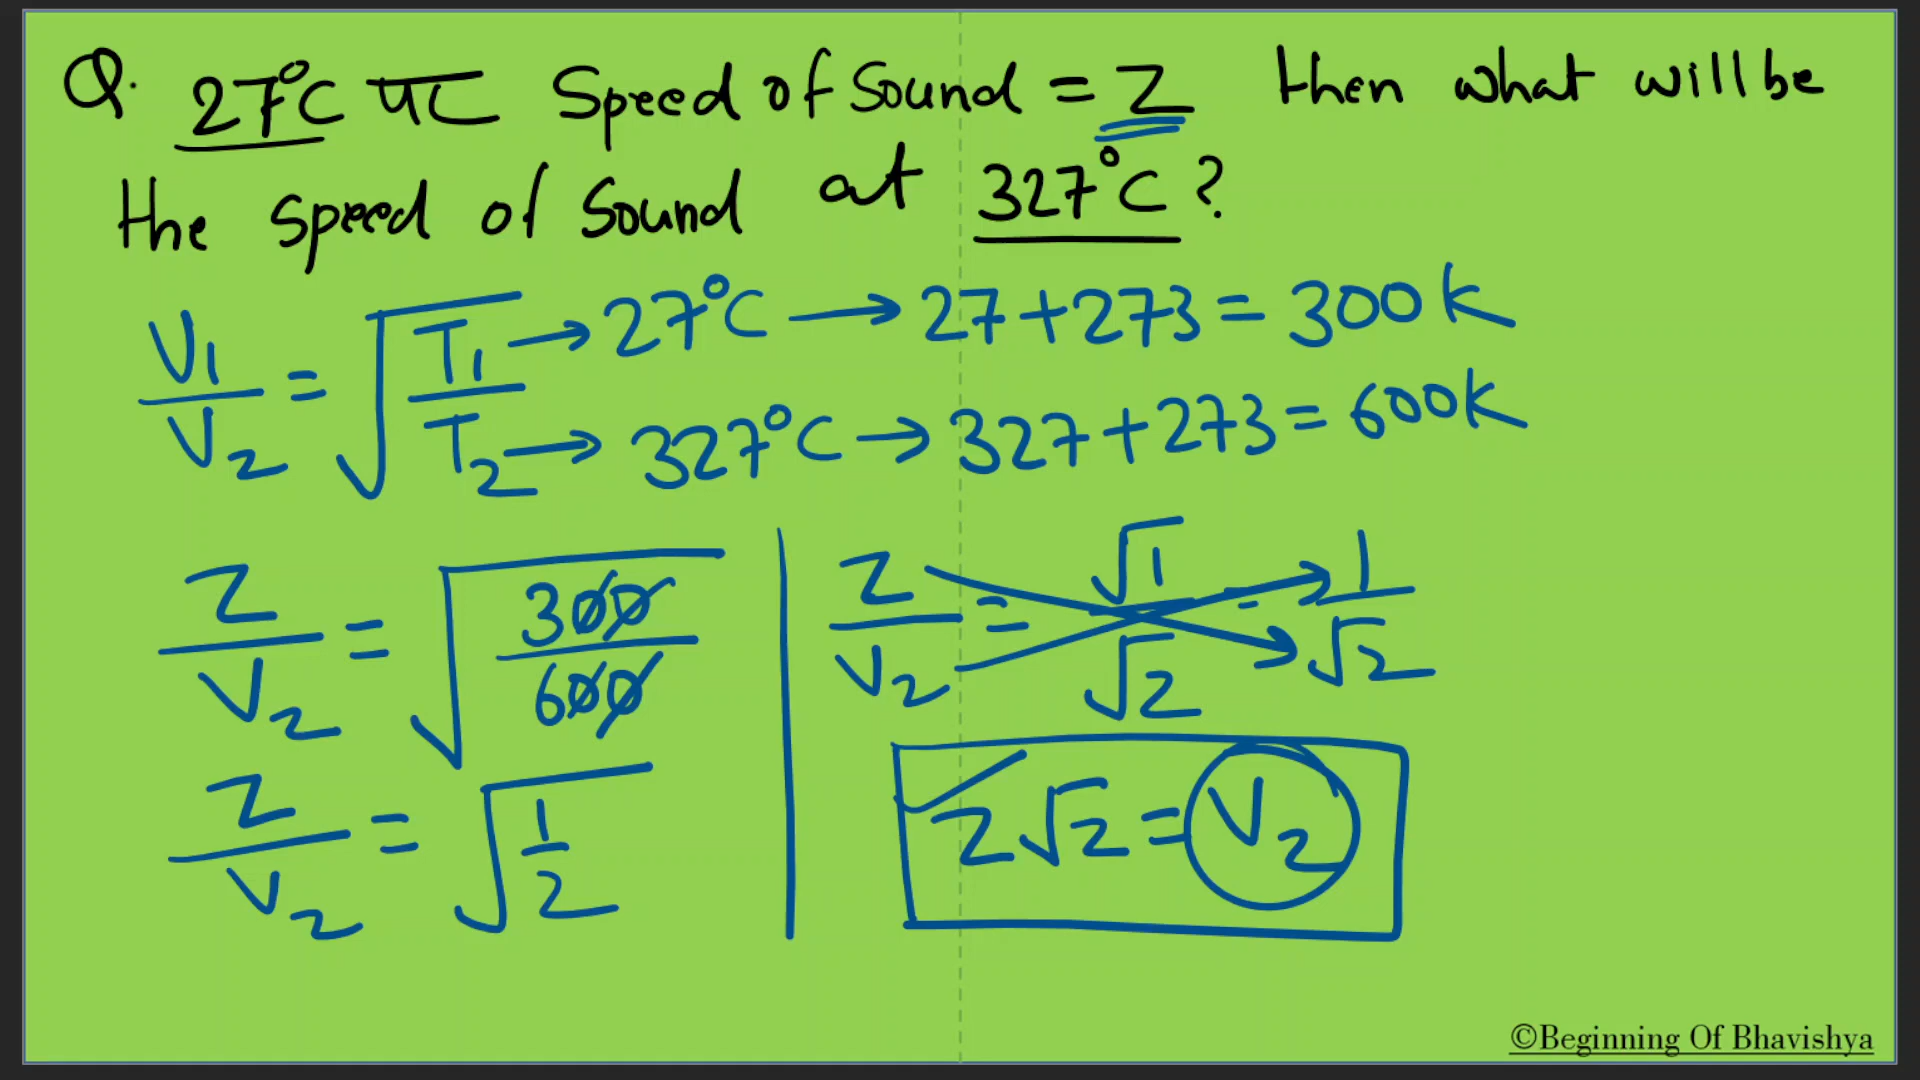 Q. 27°C पर Speed of Sound = Z then what will be
the speed of Sound at 327°C ?
V₁/V₂ = √(T₁/T₂)
T₁ → 27°C → 27 + 273 = 300 K
T₂ → 327°C → 327 + 273 = 600 K
Z/V₂ = √(300/600)
Z/V₂ = √(1/2)
Z/V₂ = √1/√2 = 1/√2
Z√2 = V₂
©Beginning Of Bhavishya